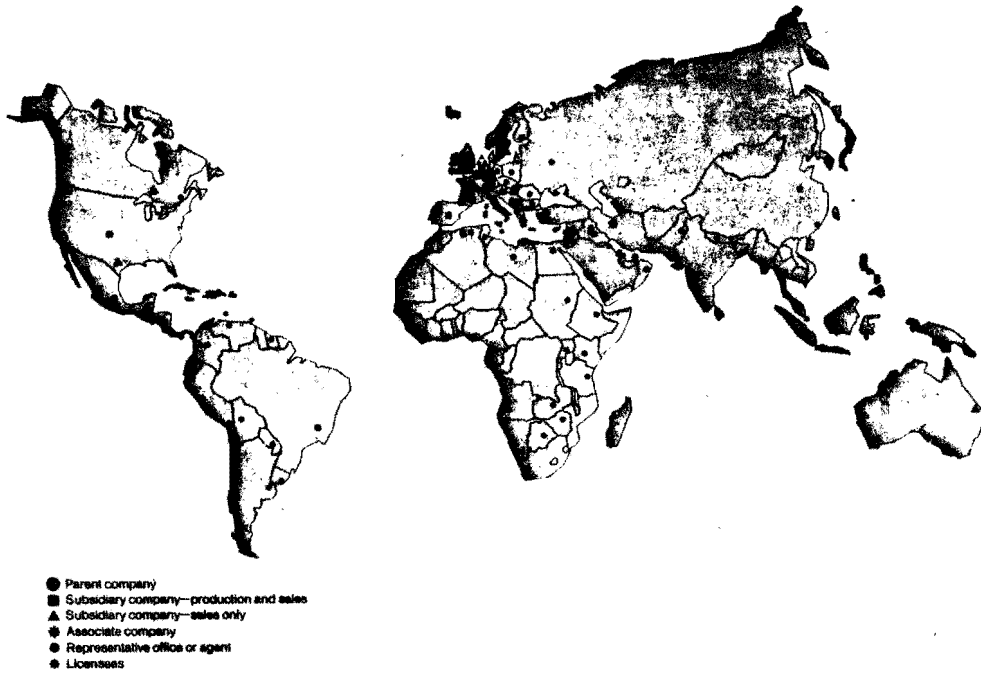 Parent company
Subsidiary company—production and sales
Subsidiary company—sales only
Associate company
Representative office or agent
Licensees